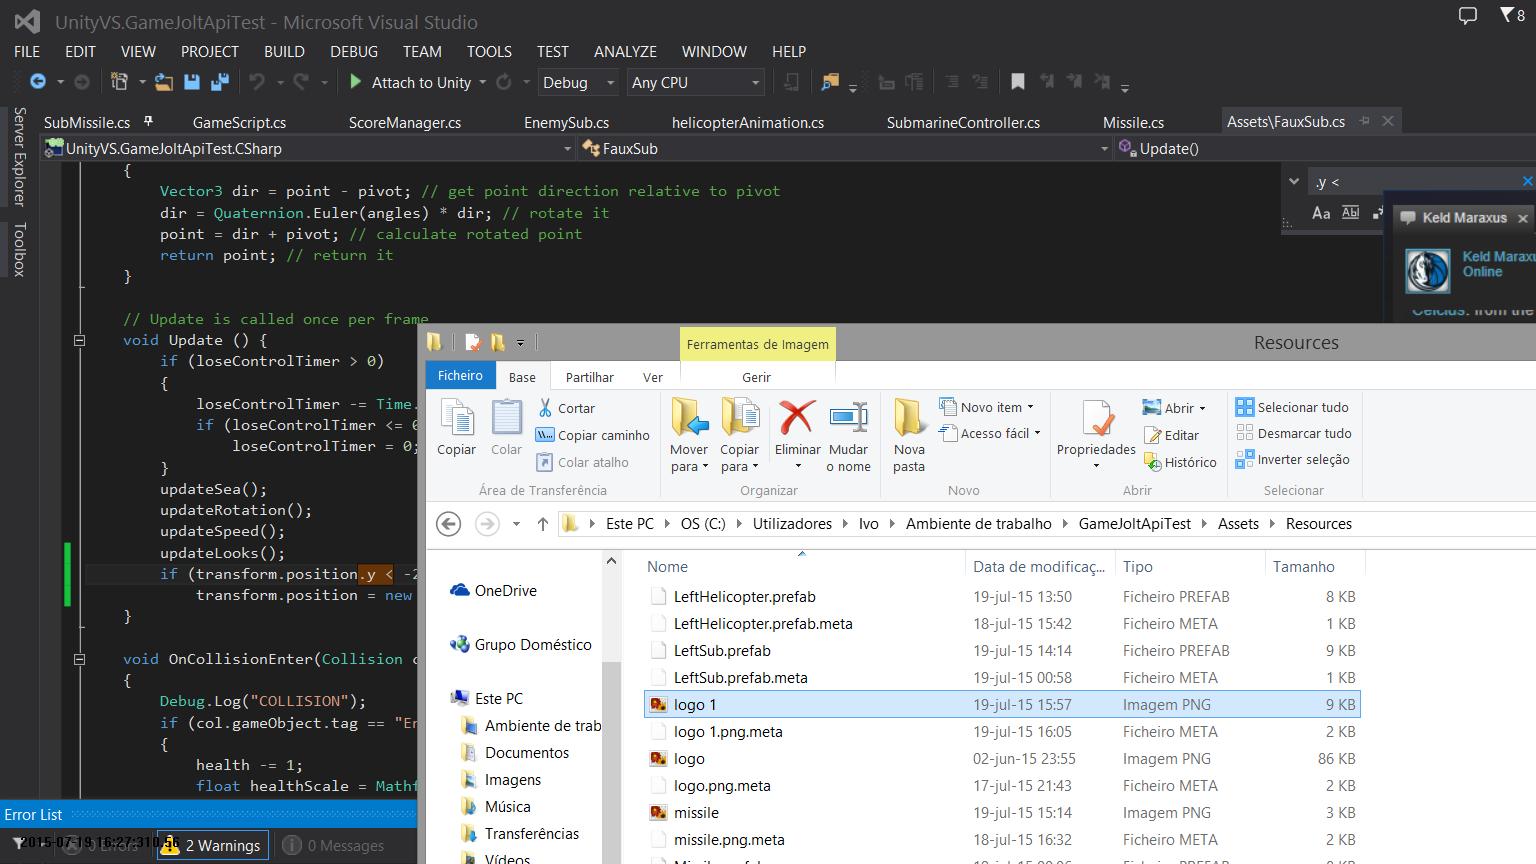 UnityVS.GameJoltApiTest - Microsoft Visual Studio
8
FILE EDIT VIEW PROJECT BUILD DEBUG TEAM TOOLS TEST ANALYZE WINDOW HELP
Attach to Unity Debug Any CPU
Server Explorer
Toolbox
SubMissile.cs GameScript.cs ScoreManager.cs EnemySub.cs helicopterAnimation.cs SubmarineController.cs Missile.cs Assets\FauxSub.cs
UnityVS.GameJoltApiTest.CSharp FauxSub Update()
{
Vector3 dir = point - pivot; // get point direction relative to pivot
dir = Quaternion.Euler(angles) * dir; // rotate it
point = dir + pivot; // calculate rotated point
return point; // return it
}
.y <
Aa Abl
Keld Maraxus
Keld Maraxu
Online
from the
// Update is called once per frame
void Update () {
if (loseControlTimer > 0)
{
loseControlTimer -= Time.
if (loseControlTimer <= 0
loseControlTimer = 0;
}
updateSea();
updateRotation();
updateSpeed();
updateLooks();
if (transform.position.y < -2
transform.position = new
}
void OnCollisionEnter(Collision c
{
Debug.Log("COLLISION");
if (col.gameObject.tag == "En
{
health -= 1;
float healthScale = Mathf
Error List
2015-07-19 16:27:31
0 Errors 2 Warnings 0 Messages
Ferramentas de Imagem Resources
Ficheiro Base Partilhar Ver Gerir
Copiar
Colar
Cortar
Copiar caminho
Colar atalho
Área de Transferência
Mover para
Copiar para
Eliminar
Mudar o nome
Organizar
Nova pasta
Novo item
Acesso fácil
Novo
Propriedades
Abrir
Editar
Histórico
Abrir
Selecionar tudo
Desmarcar tudo
Inverter seleção
Selecionar
Este PC OS (C:) Utilizadores Ivo Ambiente de trabalho GameJoltApiTest Assets Resources
OneDrive
Grupo Doméstico
Este PC
Ambiente de trab
Documentos
Imagens
Música
Transferências
Vídeos
Nome Data de modificaç... Tipo Tamanho
LeftHelicopter.prefab 19-jul-15 13:50 Ficheiro PREFAB 8 KB
LeftHelicopter.prefab.meta 18-jul-15 15:42 Ficheiro META 1 KB
LeftSub.prefab 19-jul-15 14:14 Ficheiro PREFAB 9 KB
LeftSub.prefab.meta 19-jul-15 00:58 Ficheiro META 1 KB
logo 1 19-jul-15 15:57 Imagem PNG 9 KB
logo 1.png.meta 19-jul-15 16:05 Ficheiro META 2 KB
logo 02-jun-15 23:55 Imagem PNG 86 KB
logo.png.meta 17-jul-15 21:43 Ficheiro META 2 KB
missile 19-jul-15 15:14 Imagem PNG 3 KB
missile.png.meta 18-jul-15 16:32 Ficheiro META 2 KB